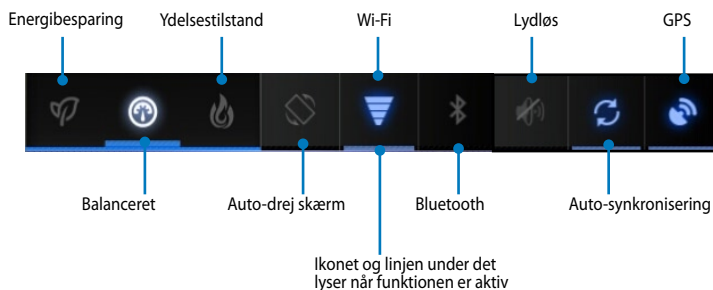 Energibesparing
Ydelsestilstand
Wi-Fi
Lydløs
GPS
Balanceret
Auto-drej skærm
Bluetooth
Auto-synkronisering
Ikonet og linjen under det
lyser når funktionen er aktiv